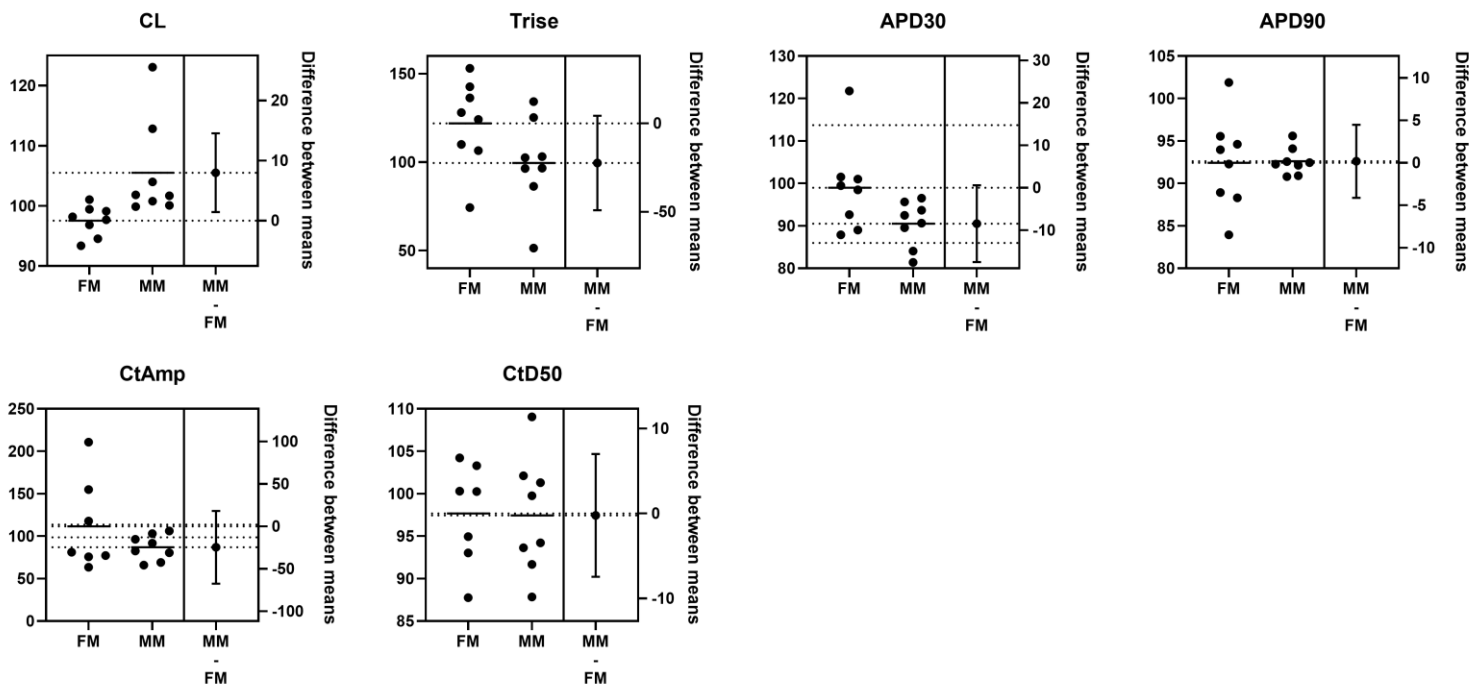 CL
120
110
100
90
20
10
0
Difference between means
FM
MM
MM
-
FM
Trise
150
100
50
0
-50
Difference between means
FM
MM
MM
-
FM
APD30
130
120
110
100
90
80
30
20
10
0
-10
Difference between means
FM
MM
MM
-
FM
APD90
105
100
95
90
85
80
10
5
0
-5
-10
Difference between means
FM
MM
MM
-
FM
CtAmp
250
200
150
100
50
0
100
50
0
-50
-100
Difference between means
FM
MM
MM
-
FM
CtD50
110
105
100
95
90
85
10
0
-10
Difference between means
FM
MM
MM
-
FM